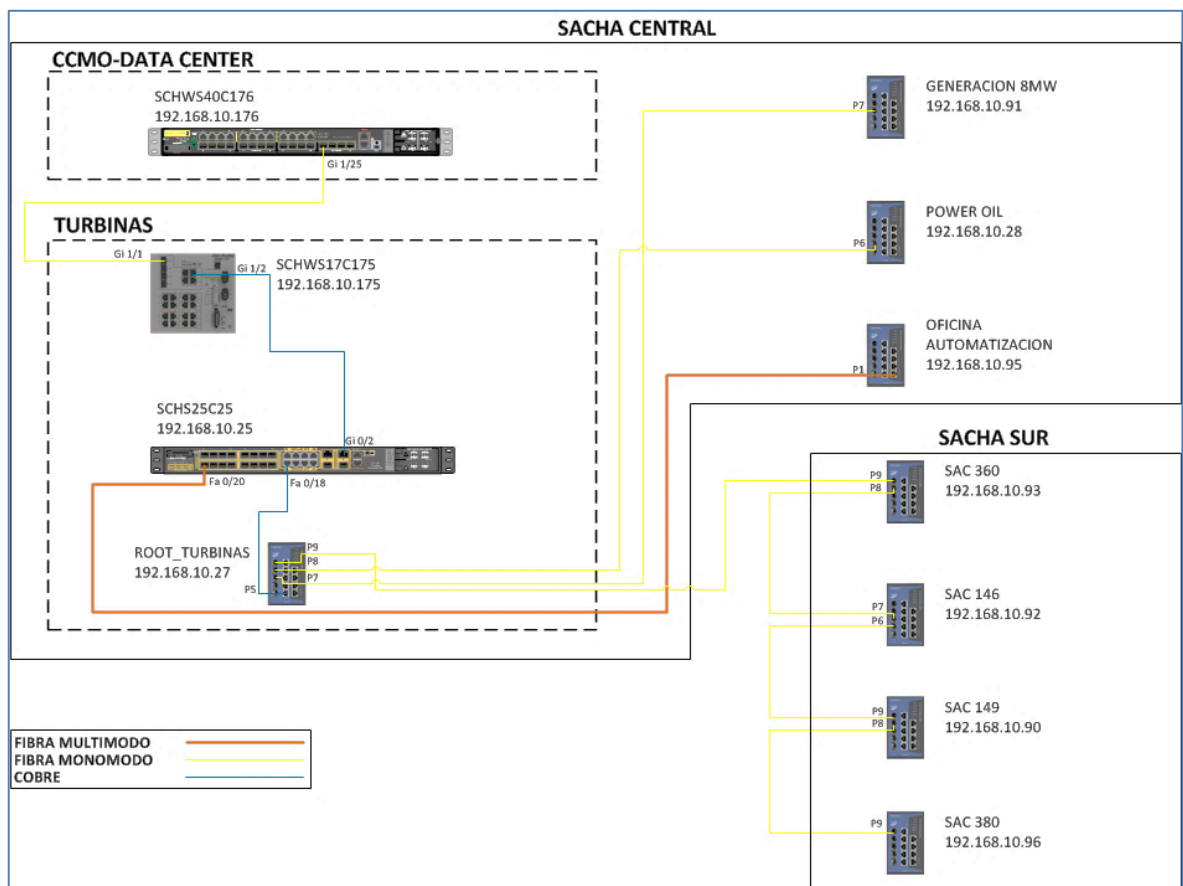 SACHA CENTRAL
CCMO-DATA CENTER
SCHWS40C176
192.168.10.176
Gi 1/25
TURBINAS
Gi 1/1
Gi 1/2
SCHWS17C175
192.168.10.175
SCHS25C25
192.168.10.25
Gi 0/2
Fa 0/20
Fa 0/18
ROOT_TURBINAS
192.168.10.27
P9
P8
P7
P5
P7
GENERACION 8MW
192.168.10.91
P6
POWER OIL
192.168.10.28
P1
OFICINA
AUTOMATIZACION
192.168.10.95
SACHA SUR
P9
P8
SAC 360
192.168.10.93
P7
P6
SAC 146
192.168.10.92
P9
P8
SAC 149
192.168.10.90
P9
SAC 380
192.168.10.96
FIBRA MULTIMODO
FIBRA MONOMODO
COBRE